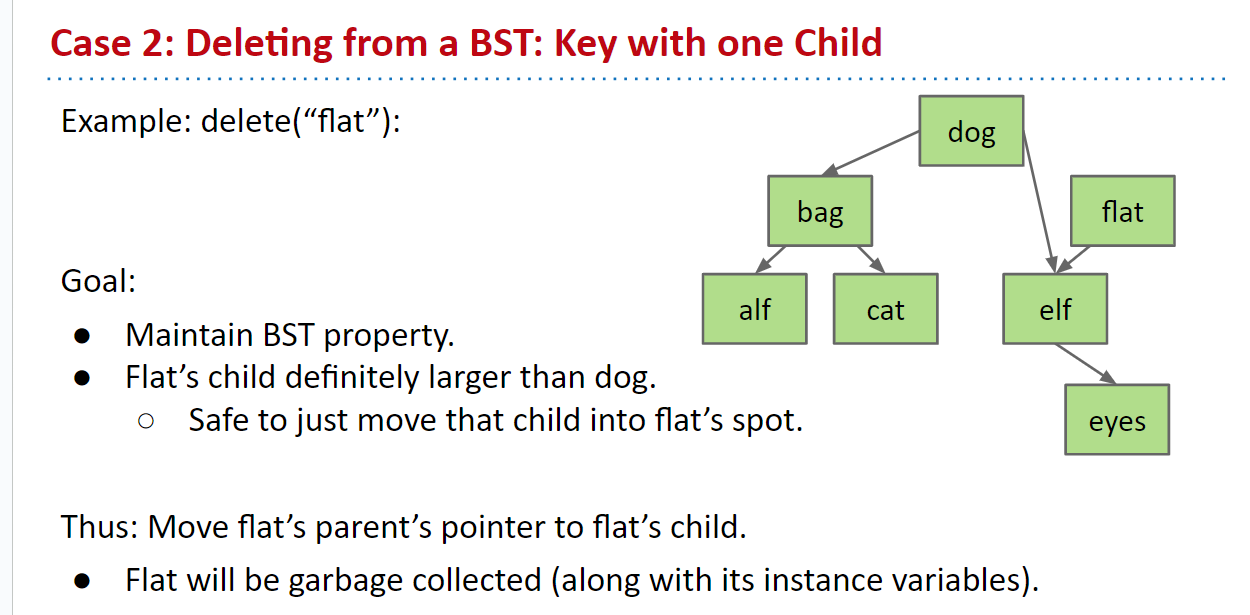 Case 2: Deleting from a BST: Key with one Child
Example: delete(“flat”):
dog
bag
flat
alf
cat
elf
eyes
Goal:
● Maintain BST property.
● Flat’s child definitely larger than dog.
○ Safe to just move that child into flat’s spot.
Thus: Move flat’s parent’s pointer to flat’s child.
● Flat will be garbage collected (along with its instance variables).